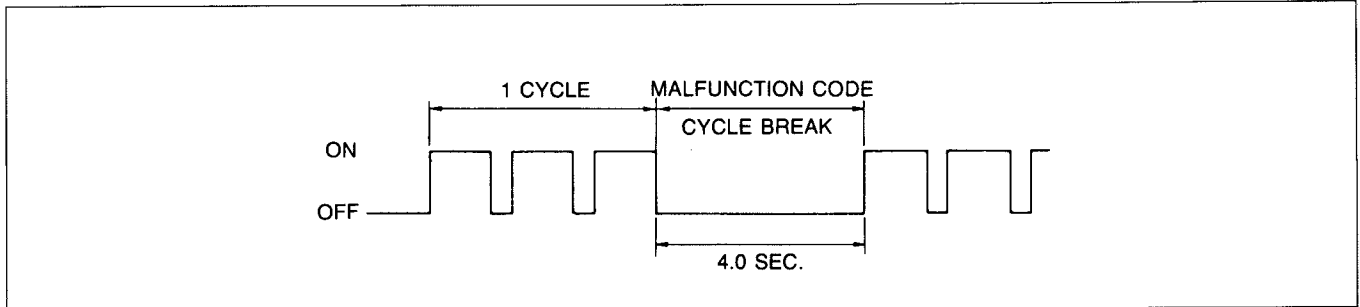 1 CYCLE
MALFUNCTION CODE
CYCLE BREAK
ON
OFF
4.0 SEC.